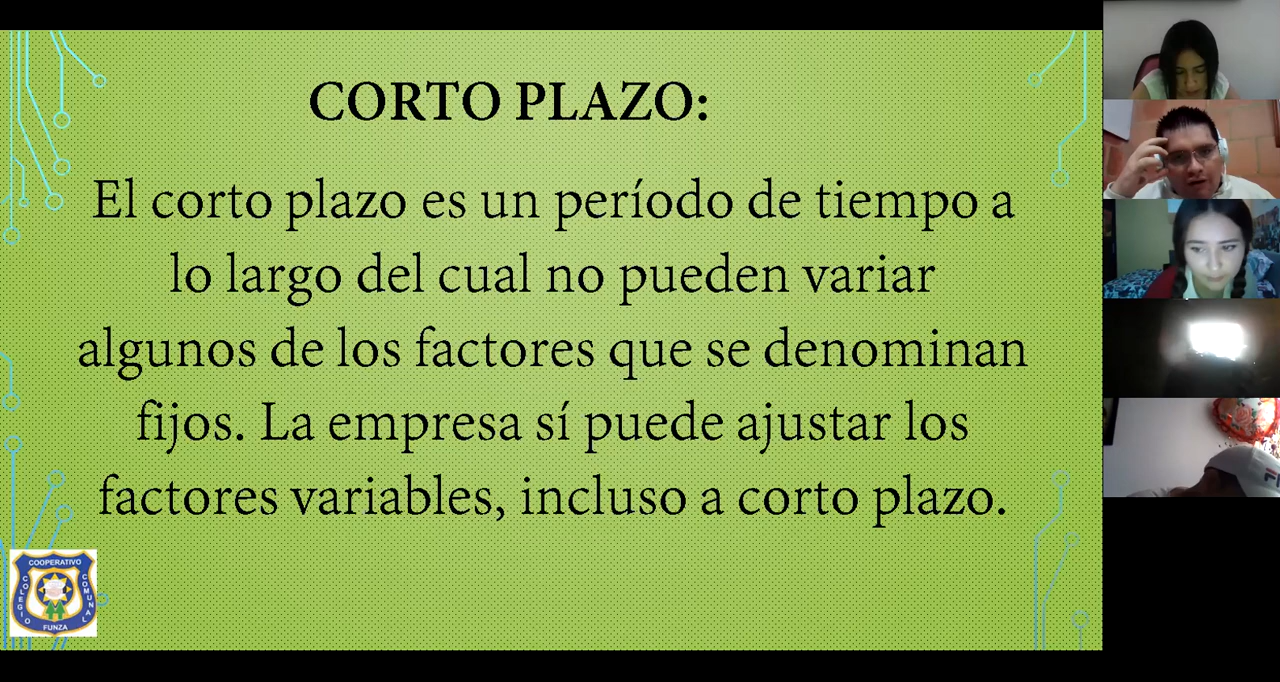 CORTO PLAZO:
El corto plazo es un período de tiempo a
lo largo del cual no pueden variar
algunos de los factores que se denominan
fijos. La empresa sí puede ajustar los
factores variables, incluso a corto plazo.
COOPERATIVO
COLEGIO
COMUNAL
FUNZA